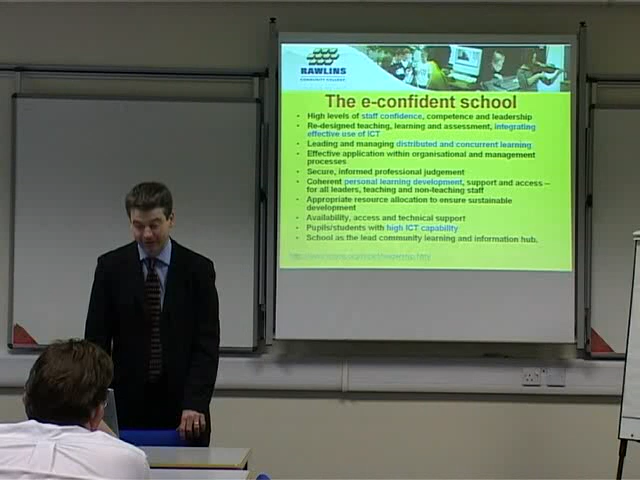 RAWLINS
COMMUNITY COLLEGE
The e-confident school
• High levels of staff confidence, competence and leadership
• Re-designed teaching, learning and assessment, integrating
effective use of ICT
• Leading and managing distributed and concurrent learning
• Effective application within organisational and management
processes
• Secure, informed professional judgement
• Coherent personal learning development, support and access –
for all leaders, teaching and non-teaching staff
• Appropriate resource allocation to ensure sustainable
development
• Availability, access and technical support
• Pupils/students with high ICT capability
• School as the lead community learning and information hub.